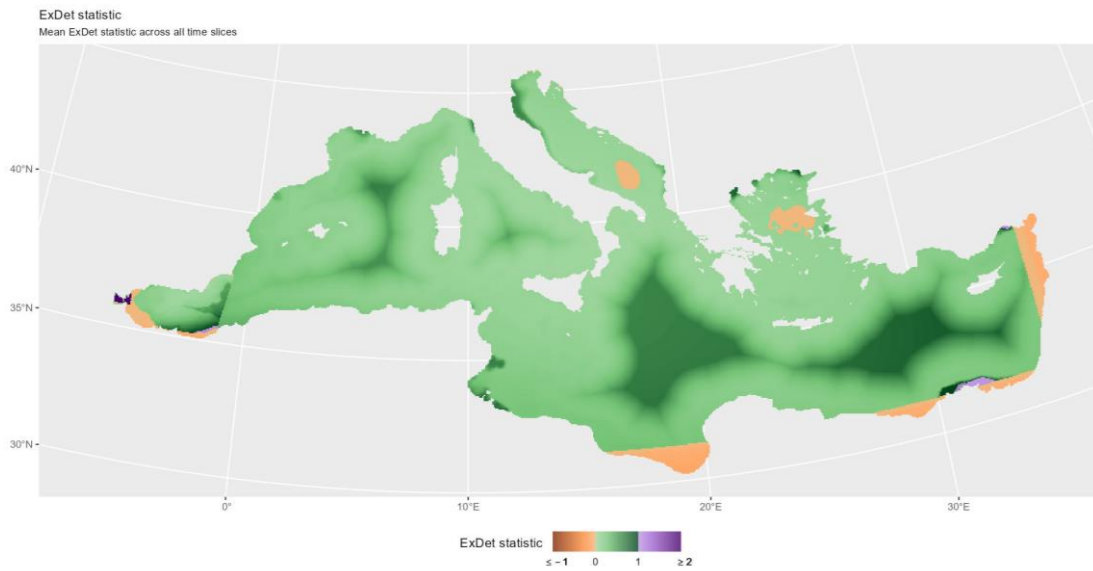 ExDet statistic
Mean ExDet statistic across all time slices
40°N
35°N
30°N
0°
10°E
20°E
30°E
ExDet statistic
≤ −1
0
1
≥ 2